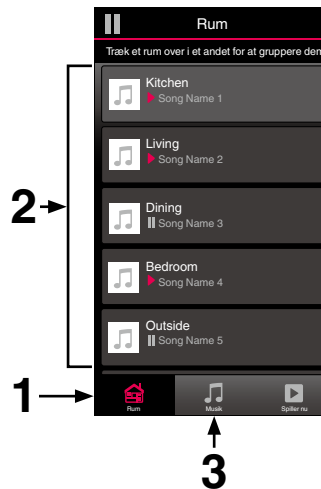 Rum
Træk et rum over i et andet for at gruppere dem
Kitchen
Song Name 1
Living
Song Name 2
2
Dining
Song Name 3
Bedroom
Song Name 4
Outside
Song Name 5
1
Rum
Musik
Spiller nu
3